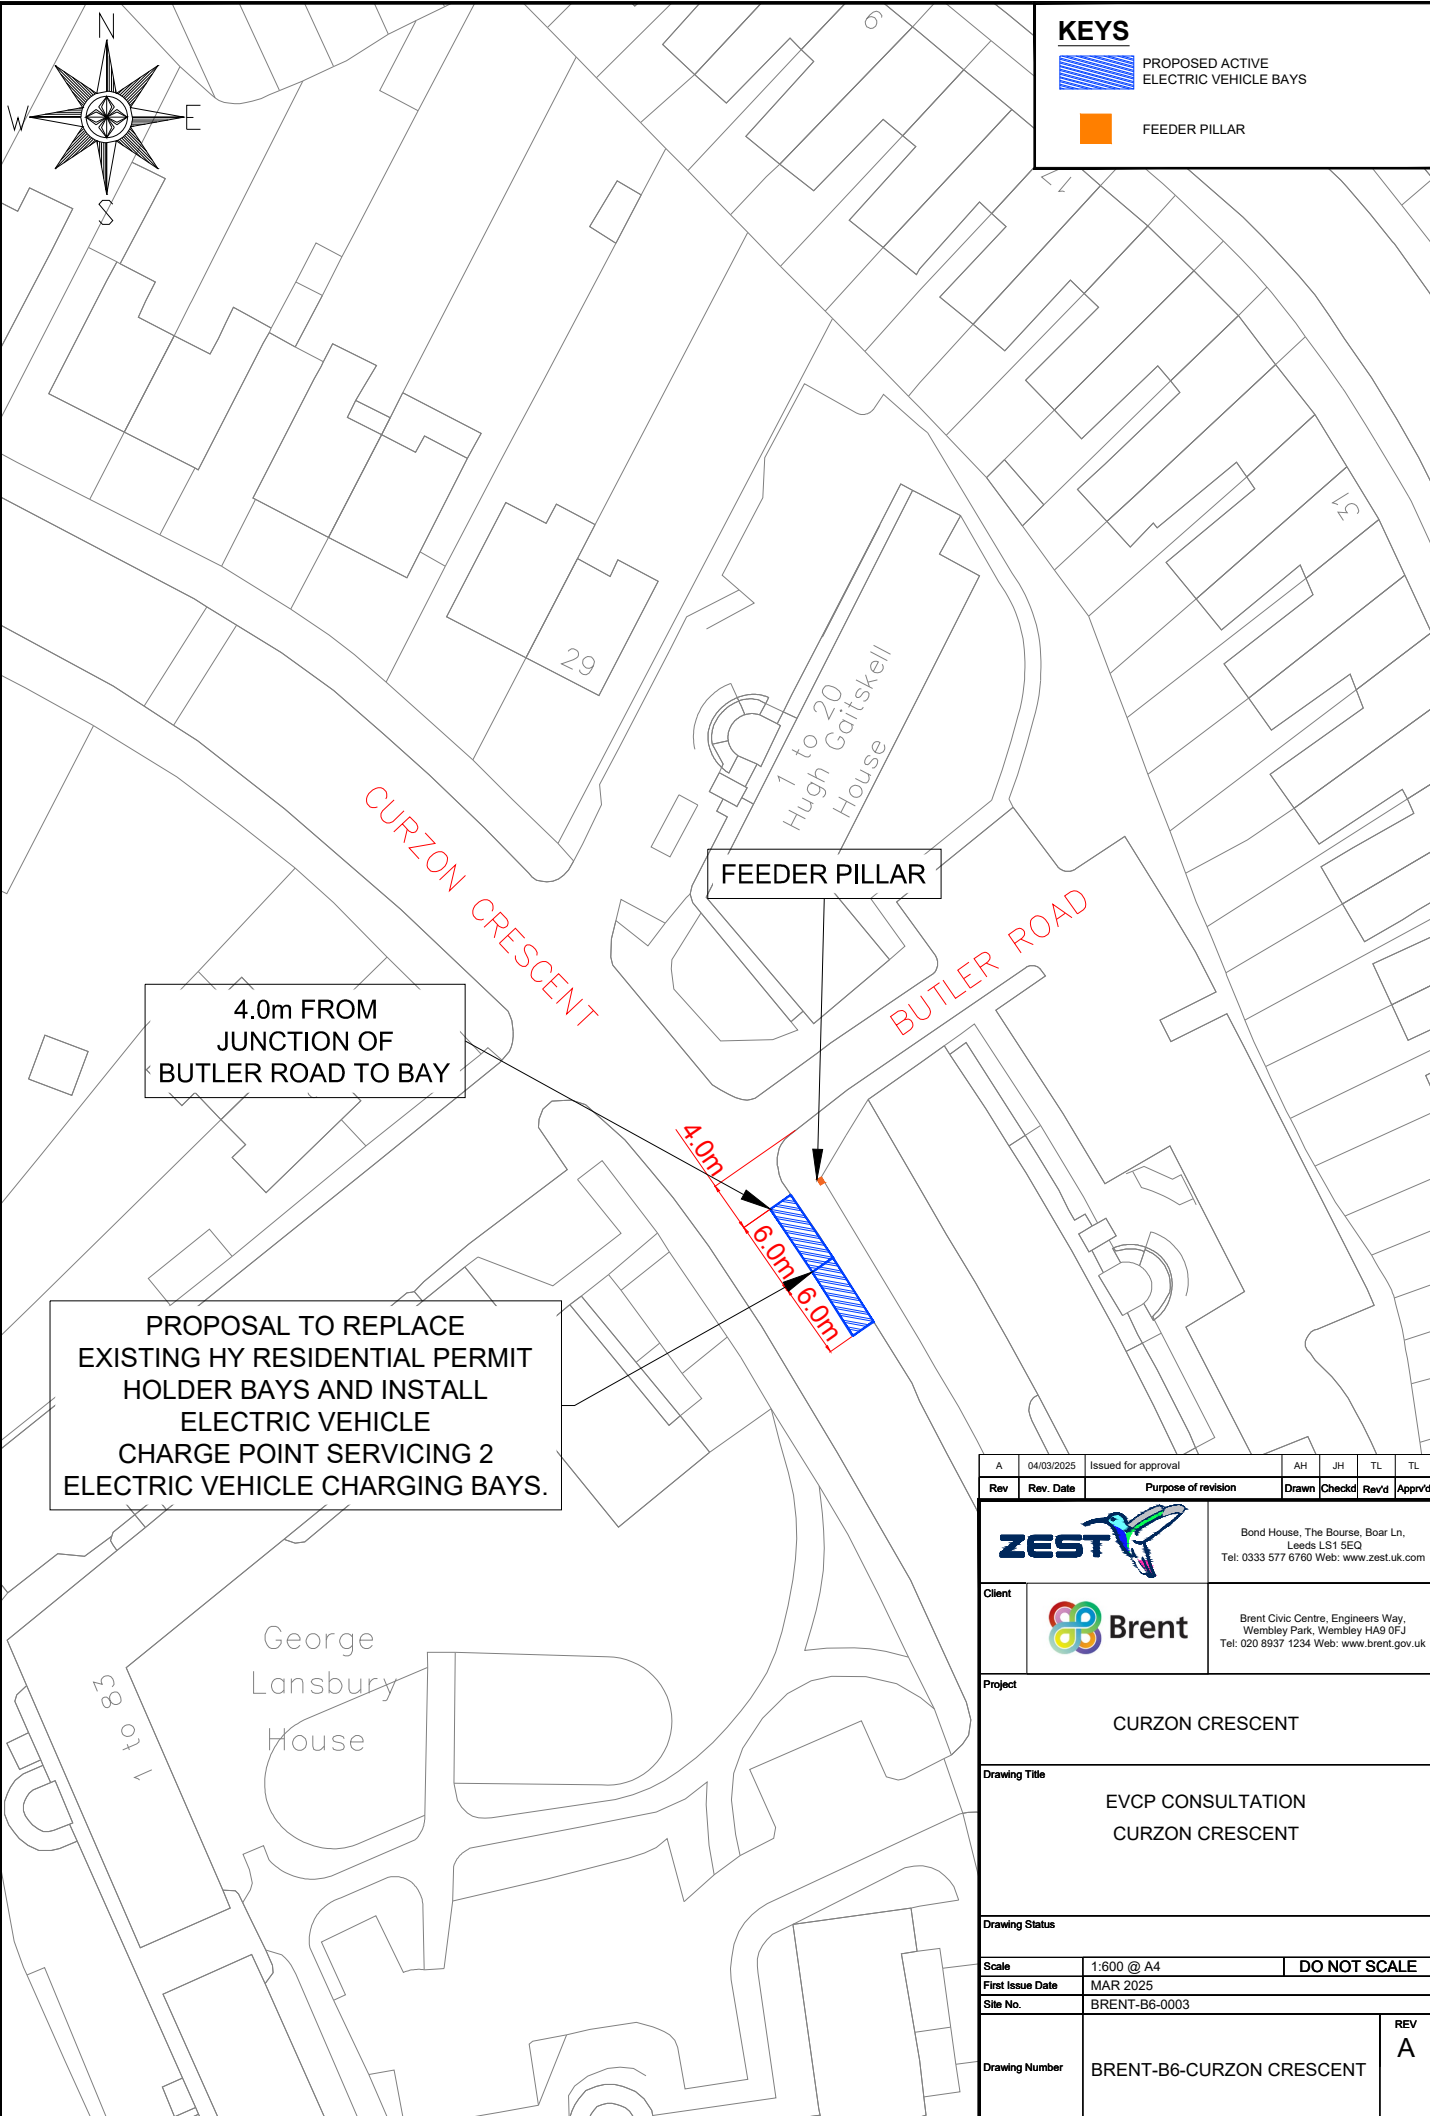 N
W
E
S
KEYS
PROPOSED ACTIVE
ELECTRIC VEHICLE BAYS
FEEDER PILLAR
9
17
31
29
1 to 20
Hugh Gaitskell
House
CURZON CRESCENT
FEEDER PILLAR
BUTLER ROAD
4.0m FROM
JUNCTION OF
BUTLER ROAD TO BAY
4.0m
6.0m
6.0m
PROPOSAL TO REPLACE
EXISTING HY RESIDENTIAL PERMIT
HOLDER BAYS AND INSTALL
ELECTRIC VEHICLE
CHARGE POINT SERVICING 2
ELECTRIC VEHICLE CHARGING BAYS.
George
Lansbury
House
1 to 83
A 04/03/2025 Issued for approval AH JH TL TL
Rev Rev. Date Purpose of revision Drawn Checkd Rev'd Apprv'd
ZEST
Bond House, The Bourse, Boar Ln,
Leeds LS1 5EQ
Tel: 0333 577 6760 Web: www.zest.uk.com
Client
Brent
Brent Civic Centre, Engineers Way,
Wembley Park, Wembley HA9 0FJ
Tel: 020 8937 1234 Web: www.brent.gov.uk
Project
CURZON CRESCENT
Drawing Title
EVCP CONSULTATION
CURZON CRESCENT
Drawing Status
Scale 1:600 @ A4 DO NOT SCALE
First Issue Date MAR 2025
Site No. BRENT-B6-0003
Drawing Number BRENT-B6-CURZON CRESCENT
REV
A